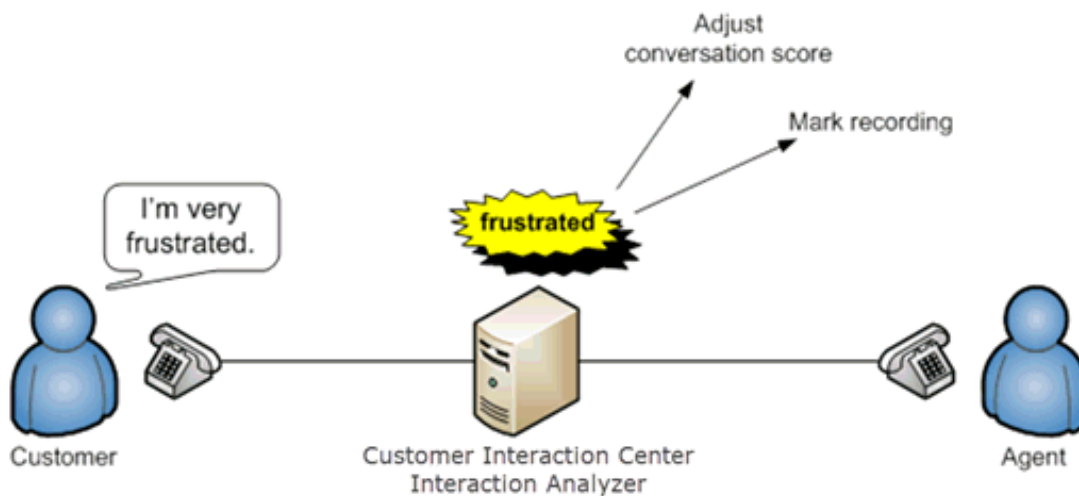 Adjust
conversation score
Mark recording
frustrated
I'm very
frustrated.
Customer
Customer Interaction Center
Interaction Analyzer
Agent